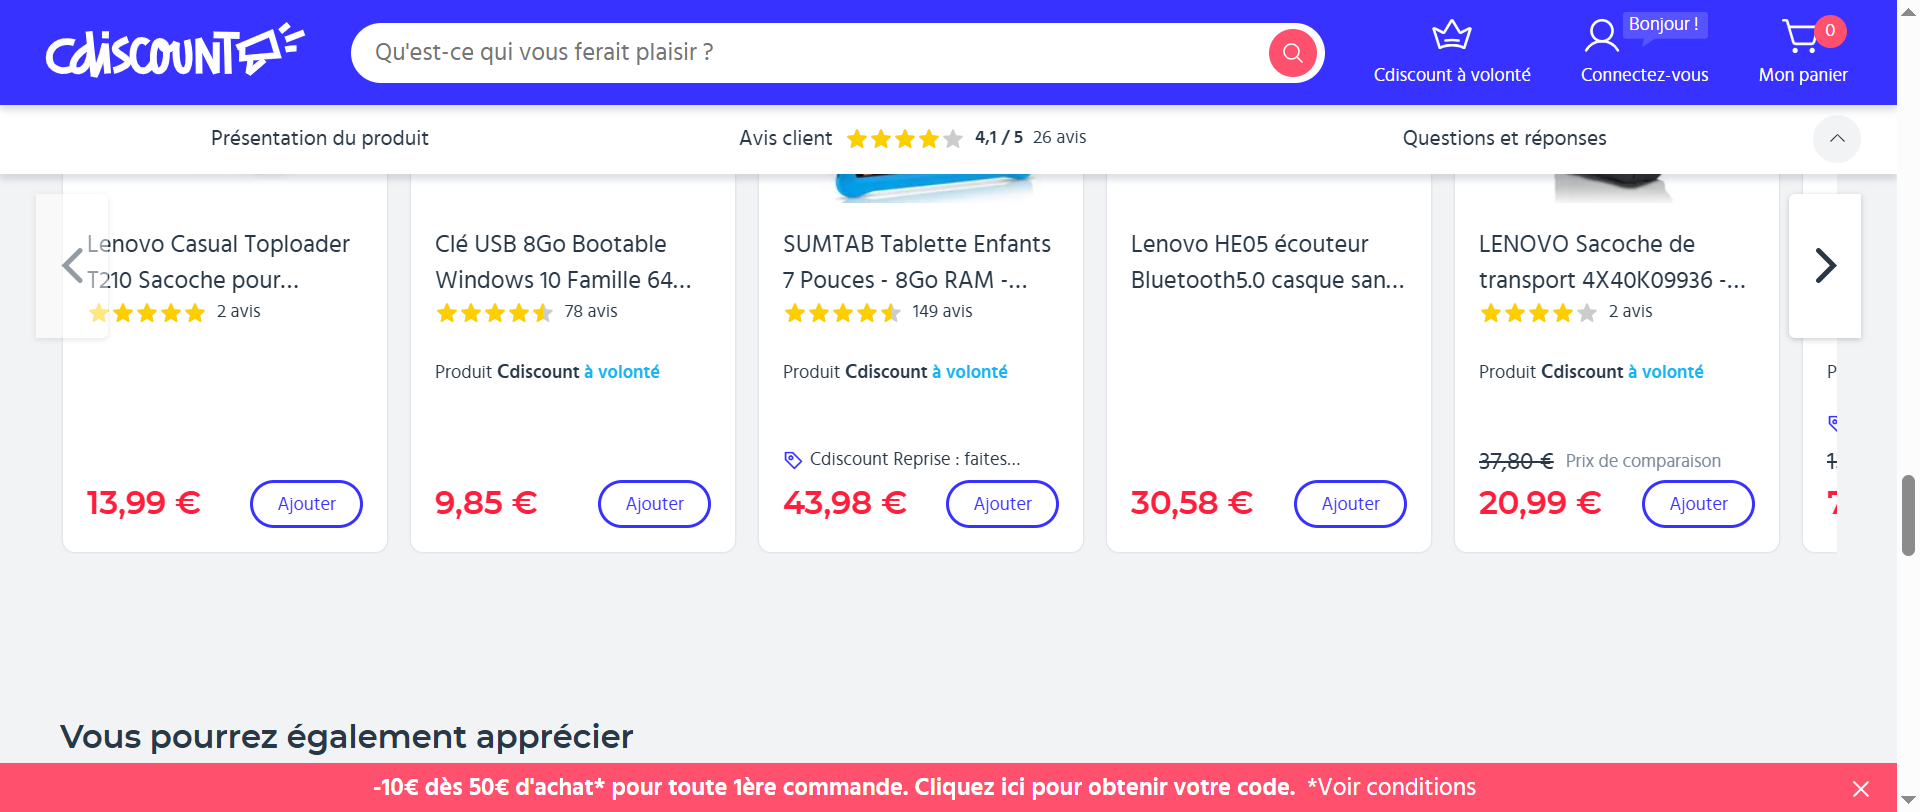 Cdiscount
Qu'est-ce qui vous ferait plaisir ?
Cdiscount à volonté
Bonjour !
Connectez-vous
0
Mon panier
Présentation du produit
Avis client 4,1 / 5 26 avis
Questions et réponses
Lenovo Casual Toploader
T210 Sacoche pour...
2 avis
13,99 €
Ajouter
Clé USB 8Go Bootable
Windows 10 Famille 64...
78 avis
Produit Cdiscount à volonté
9,85 €
Ajouter
SUMTAB Tablette Enfants
7 Pouces - 8Go RAM -...
149 avis
Produit Cdiscount à volonté
Cdiscount Reprise : faites...
43,98 €
Ajouter
Lenovo HE05 écouteur
Bluetooth5.0 casque san...
30,58 €
Ajouter
LENOVO Sacoche de
transport 4X40K09936 -...
2 avis
Produit Cdiscount à volonté
37,80 € Prix de comparaison
20,99 €
Ajouter
Vous pourrez également apprécier
-10€ dès 50€ d'achat* pour toute 1ère commande. Cliquez ici pour obtenir votre code. *Voir conditions